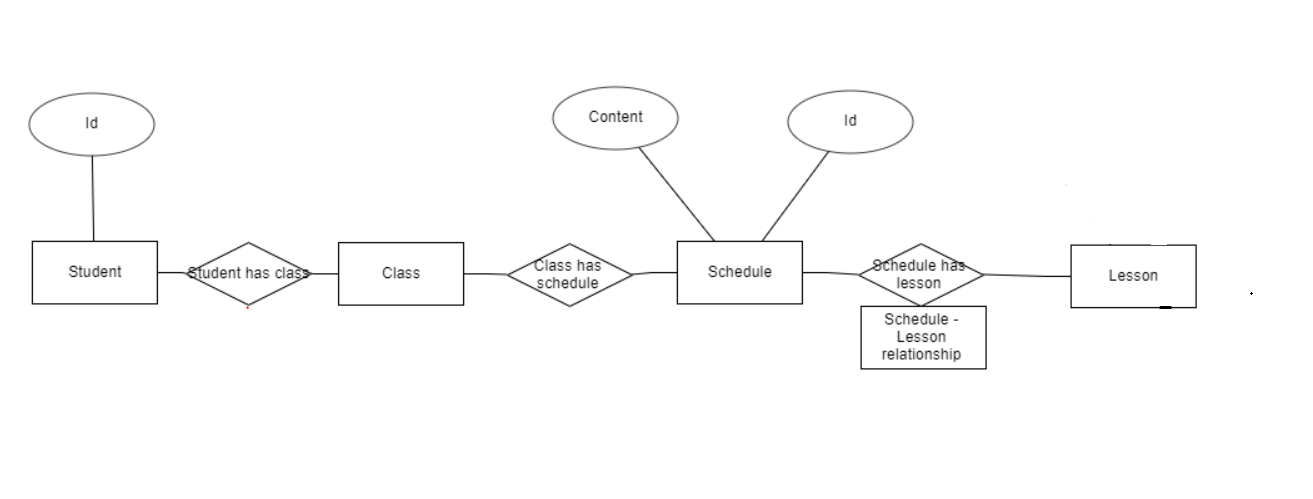 Id
Content
Id
Student
Student has class
Class
Class has
schedule
Schedule
Schedule has
lesson
Lesson
Schedule -
Lesson
relationship